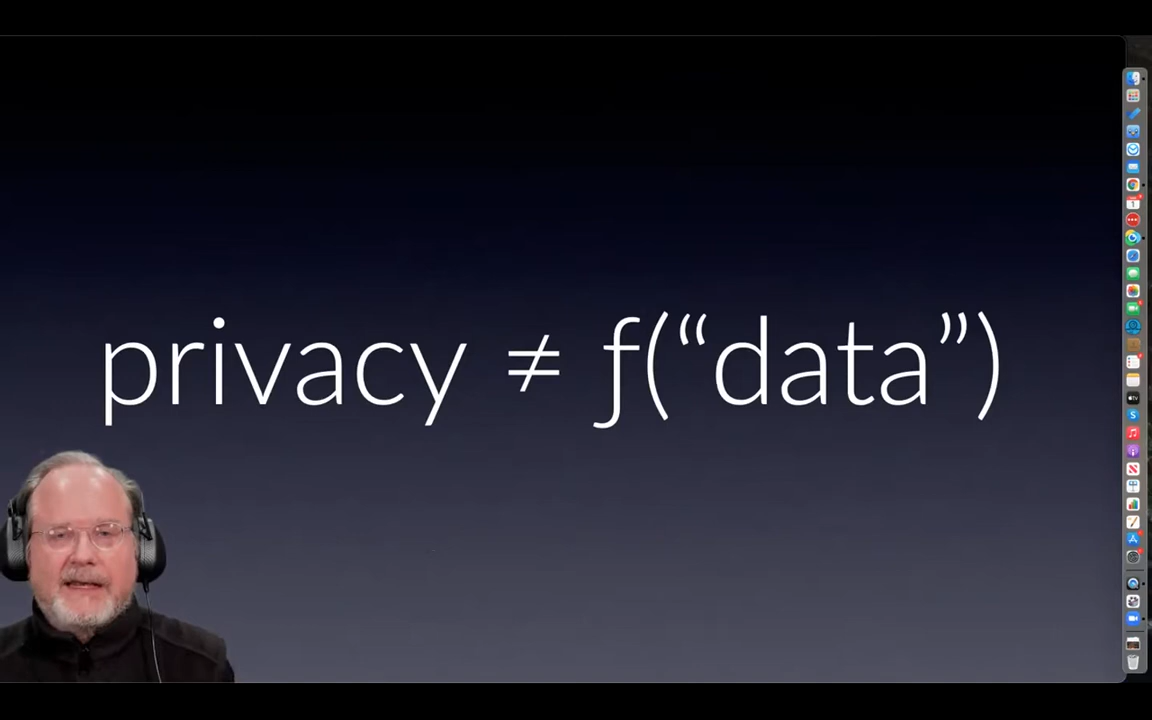 privacy ≠ ƒ(“data”)